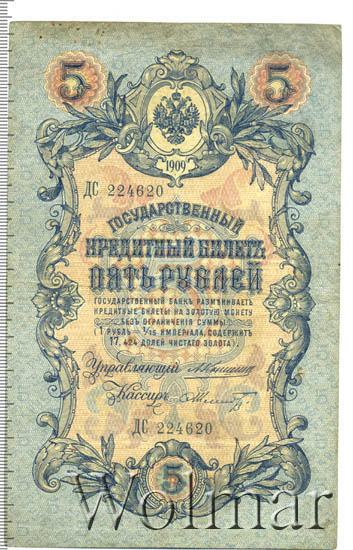 5 5
1909
ДС 224620
ГОСУДАРСТВЕННЫЙ
КРЕДИТНЫЙ БИЛЕТЪ
ПЯТЬ РУБЛЕЙ
ГОСУДАРСТВЕННЫЙ БАНКЪ РАЗМѢНИВАЕТЪ
КРЕДИТНЫЕ БИЛЕТЫ НА ЗОЛОТУЮ МОНЕТУ
БЕЗЪ ОГРАНИЧЕНІЯ СУММЫ
(1 РУБЛЬ = 1/15 ИМПЕРІАЛА, СОДЕРЖИТЪ
17,424 ДОЛЕЙ ЧИСТАГО ЗОЛОТА).
Управляющій
Кассиръ
ДС 224620
5
Wolmar